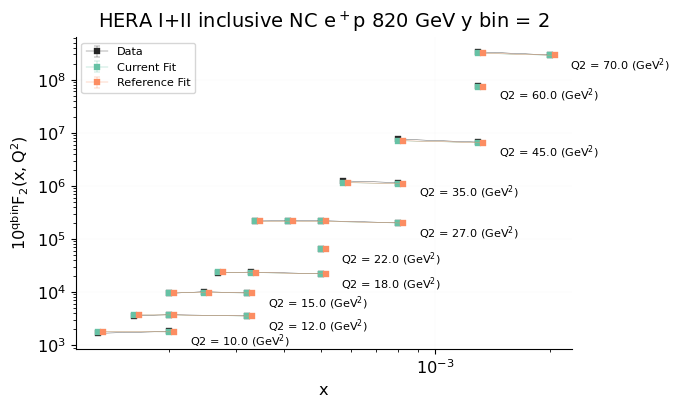 HERA I+II inclusive NC e⁺p 820 GeV y bin = 2
Data
Current Fit
Reference Fit
10^qbin F₂(x, Q²)
10⁸
10⁷
10⁶
10⁵
10⁴
10³
Q2 = 70.0 (GeV²)
Q2 = 60.0 (GeV²)
Q2 = 45.0 (GeV²)
Q2 = 35.0 (GeV²)
Q2 = 27.0 (GeV²)
Q2 = 22.0 (GeV²)
Q2 = 18.0 (GeV²)
Q2 = 15.0 (GeV²)
Q2 = 12.0 (GeV²)
Q2 = 10.0 (GeV²)
10⁻³
x